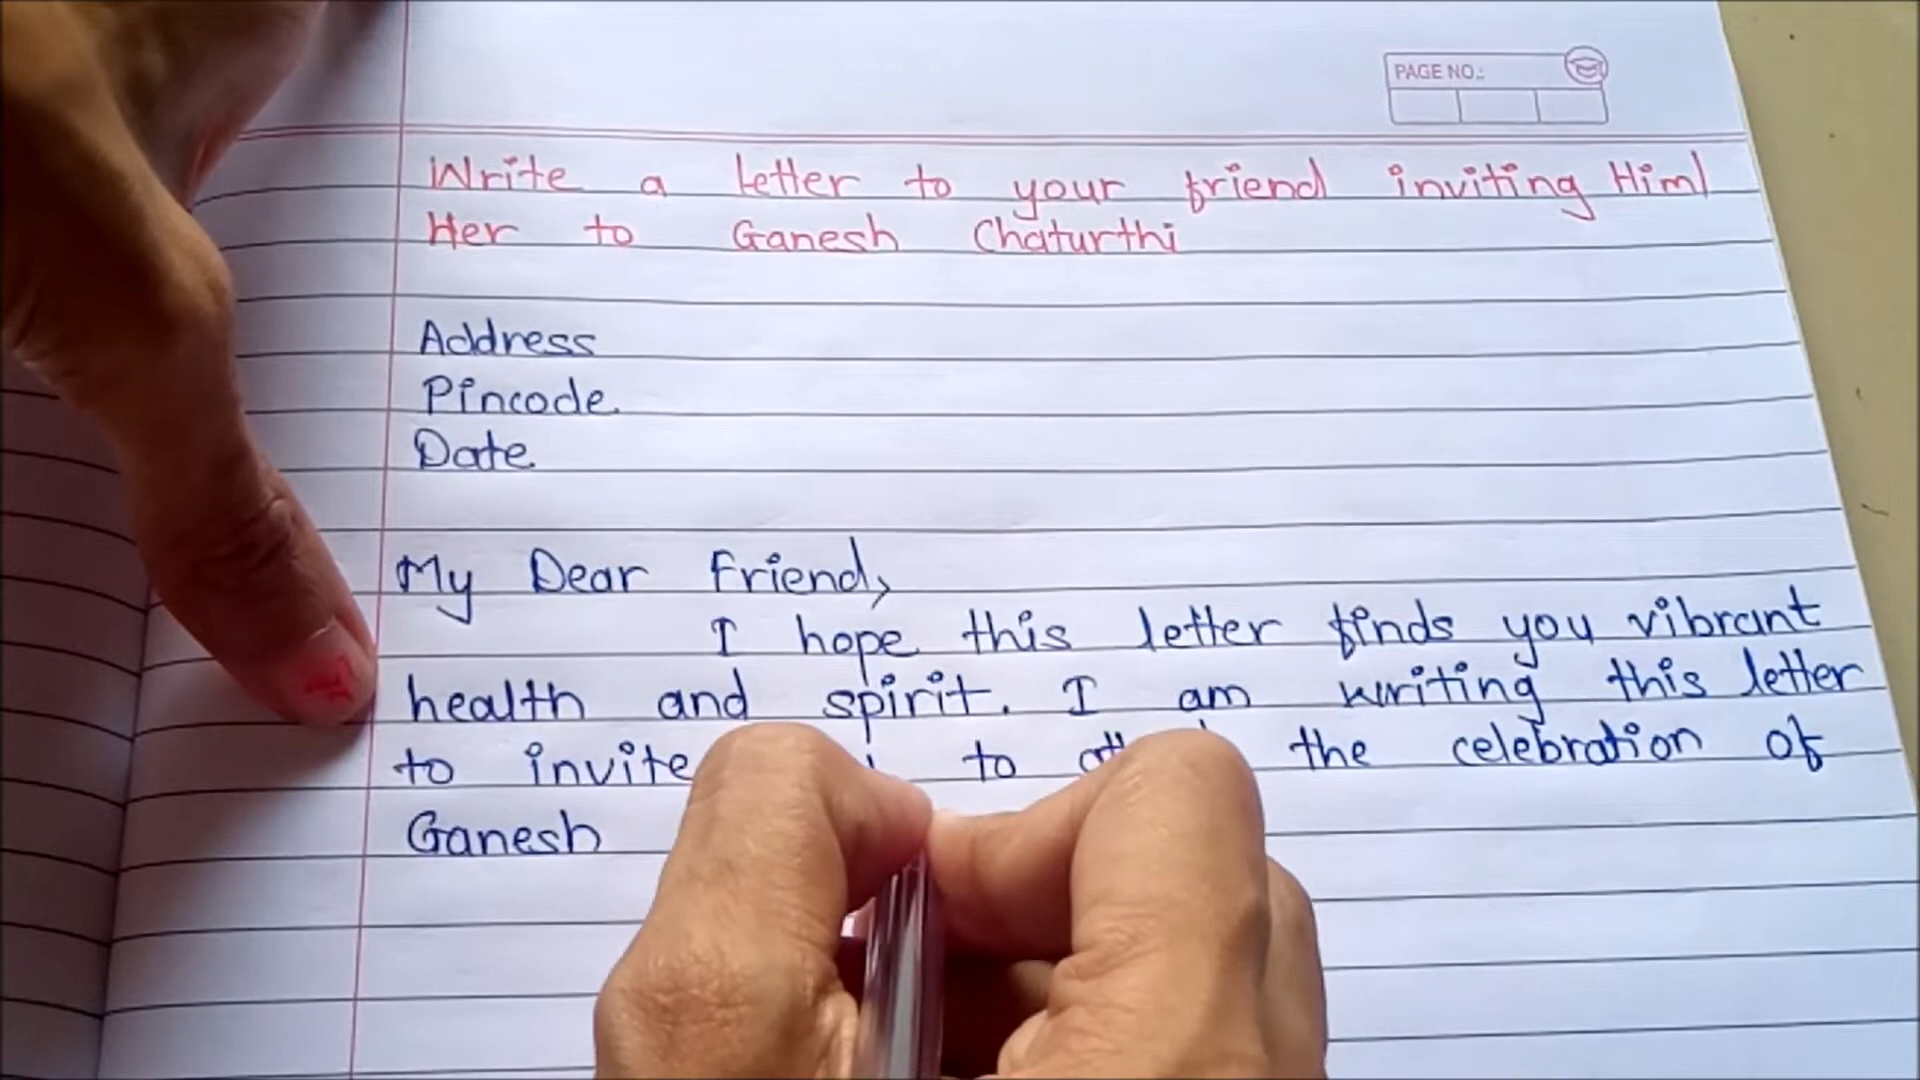 PAGE NO.:
Write a letter to your friend inviting Him/
Her to Ganesh Chaturthi
Address
Pincode.
Date
My Dear Friend,
I hope this letter finds you vibrant
health and spirit. I am writing this letter
to invite to the celebration of
Ganesh